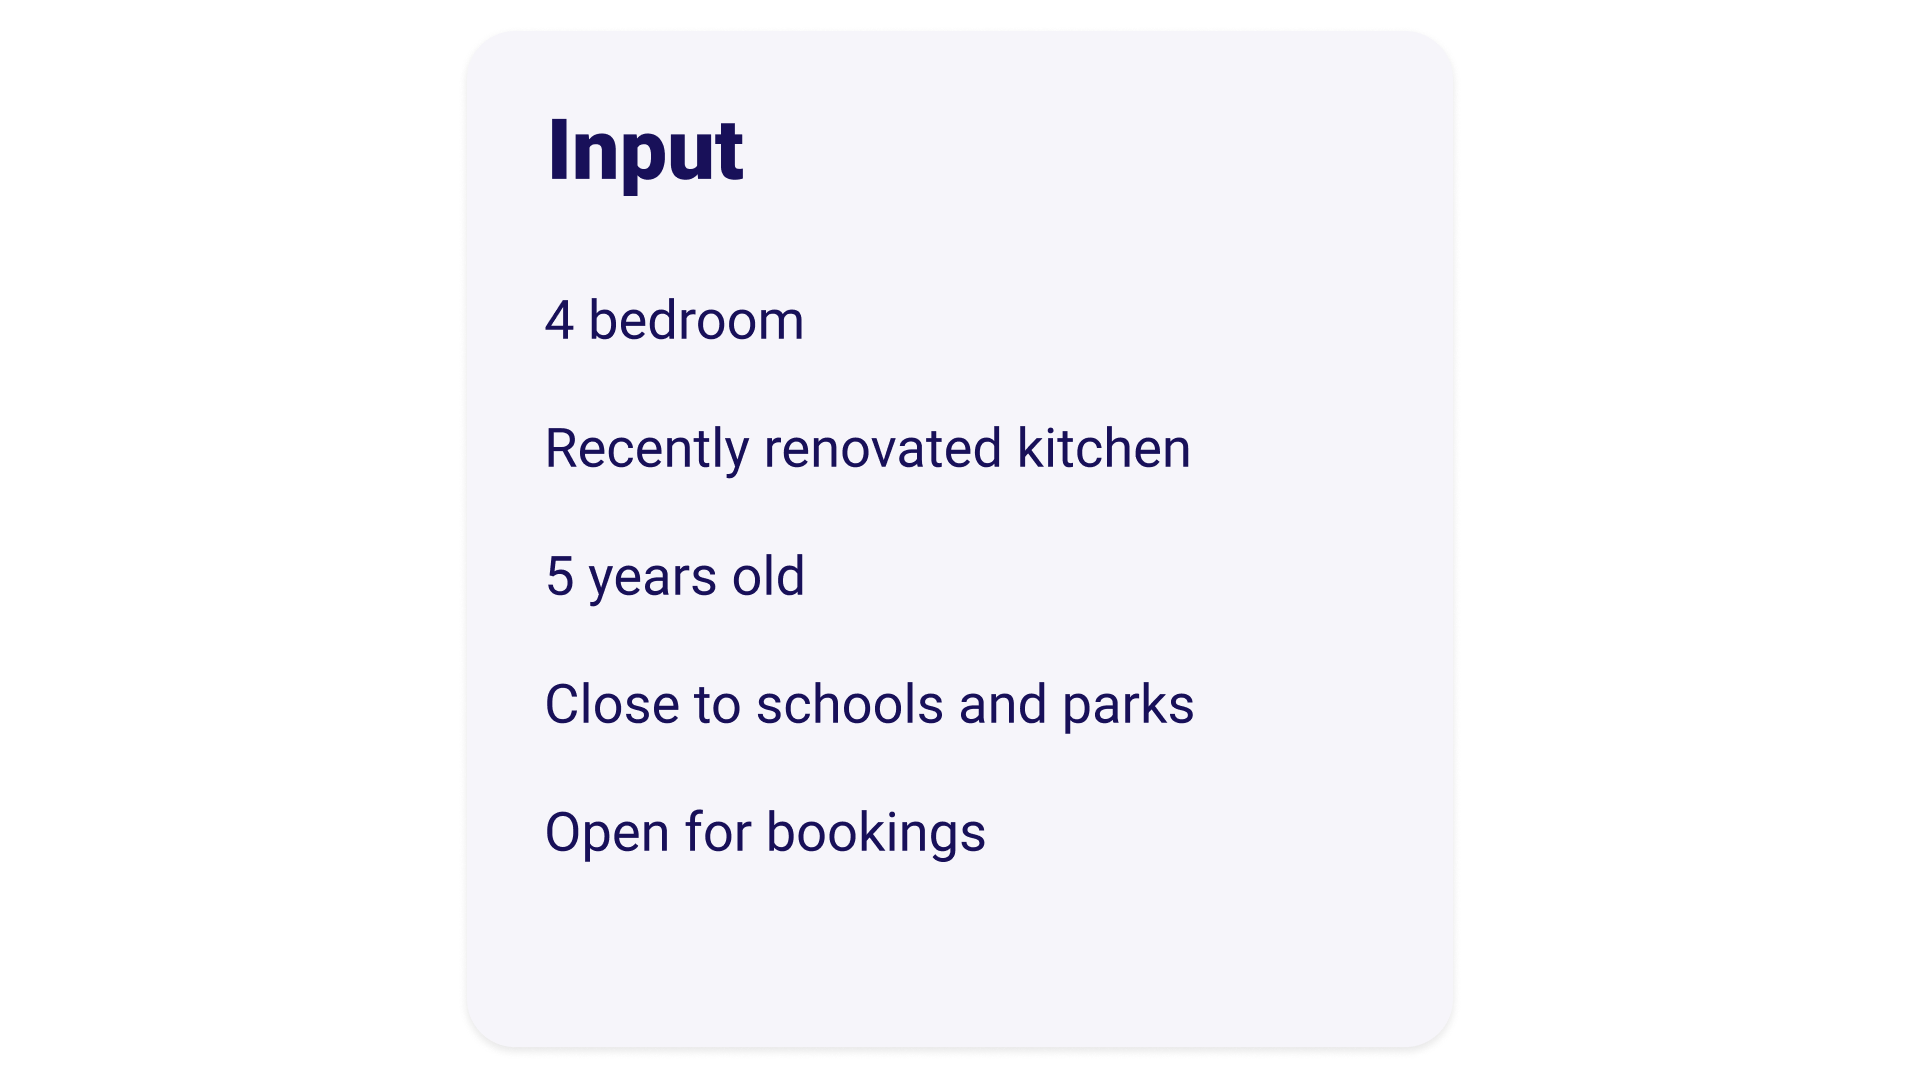 Input
4 bedroom
Recently renovated kitchen
5 years old
Close to schools and parks
Open for bookings